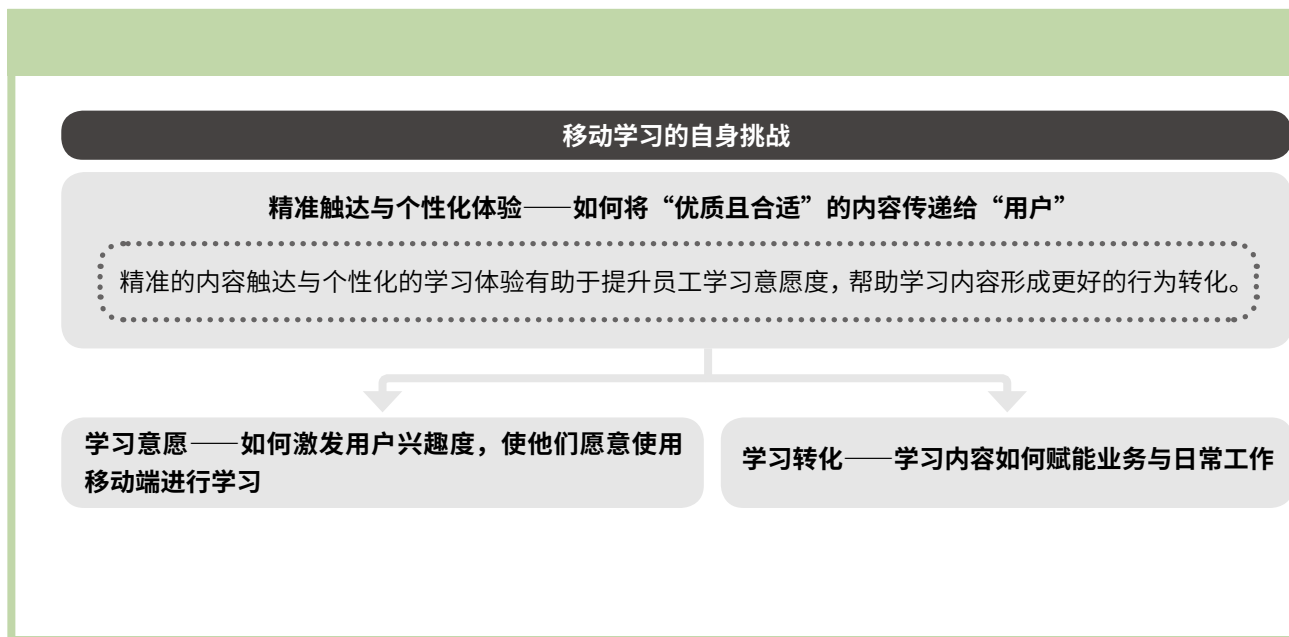 移动学习的自身挑战
精准触达与个性化体验——如何将“优质且合适”的内容传递给“用户”
精准的内容触达与个性化的学习体验有助于提升员工学习意愿度，帮助学习内容形成更好的行为转化。
学习意愿——如何激发用户兴趣度，使他们愿意使用
移动端进行学习
学习转化——学习内容如何赋能业务与日常工作